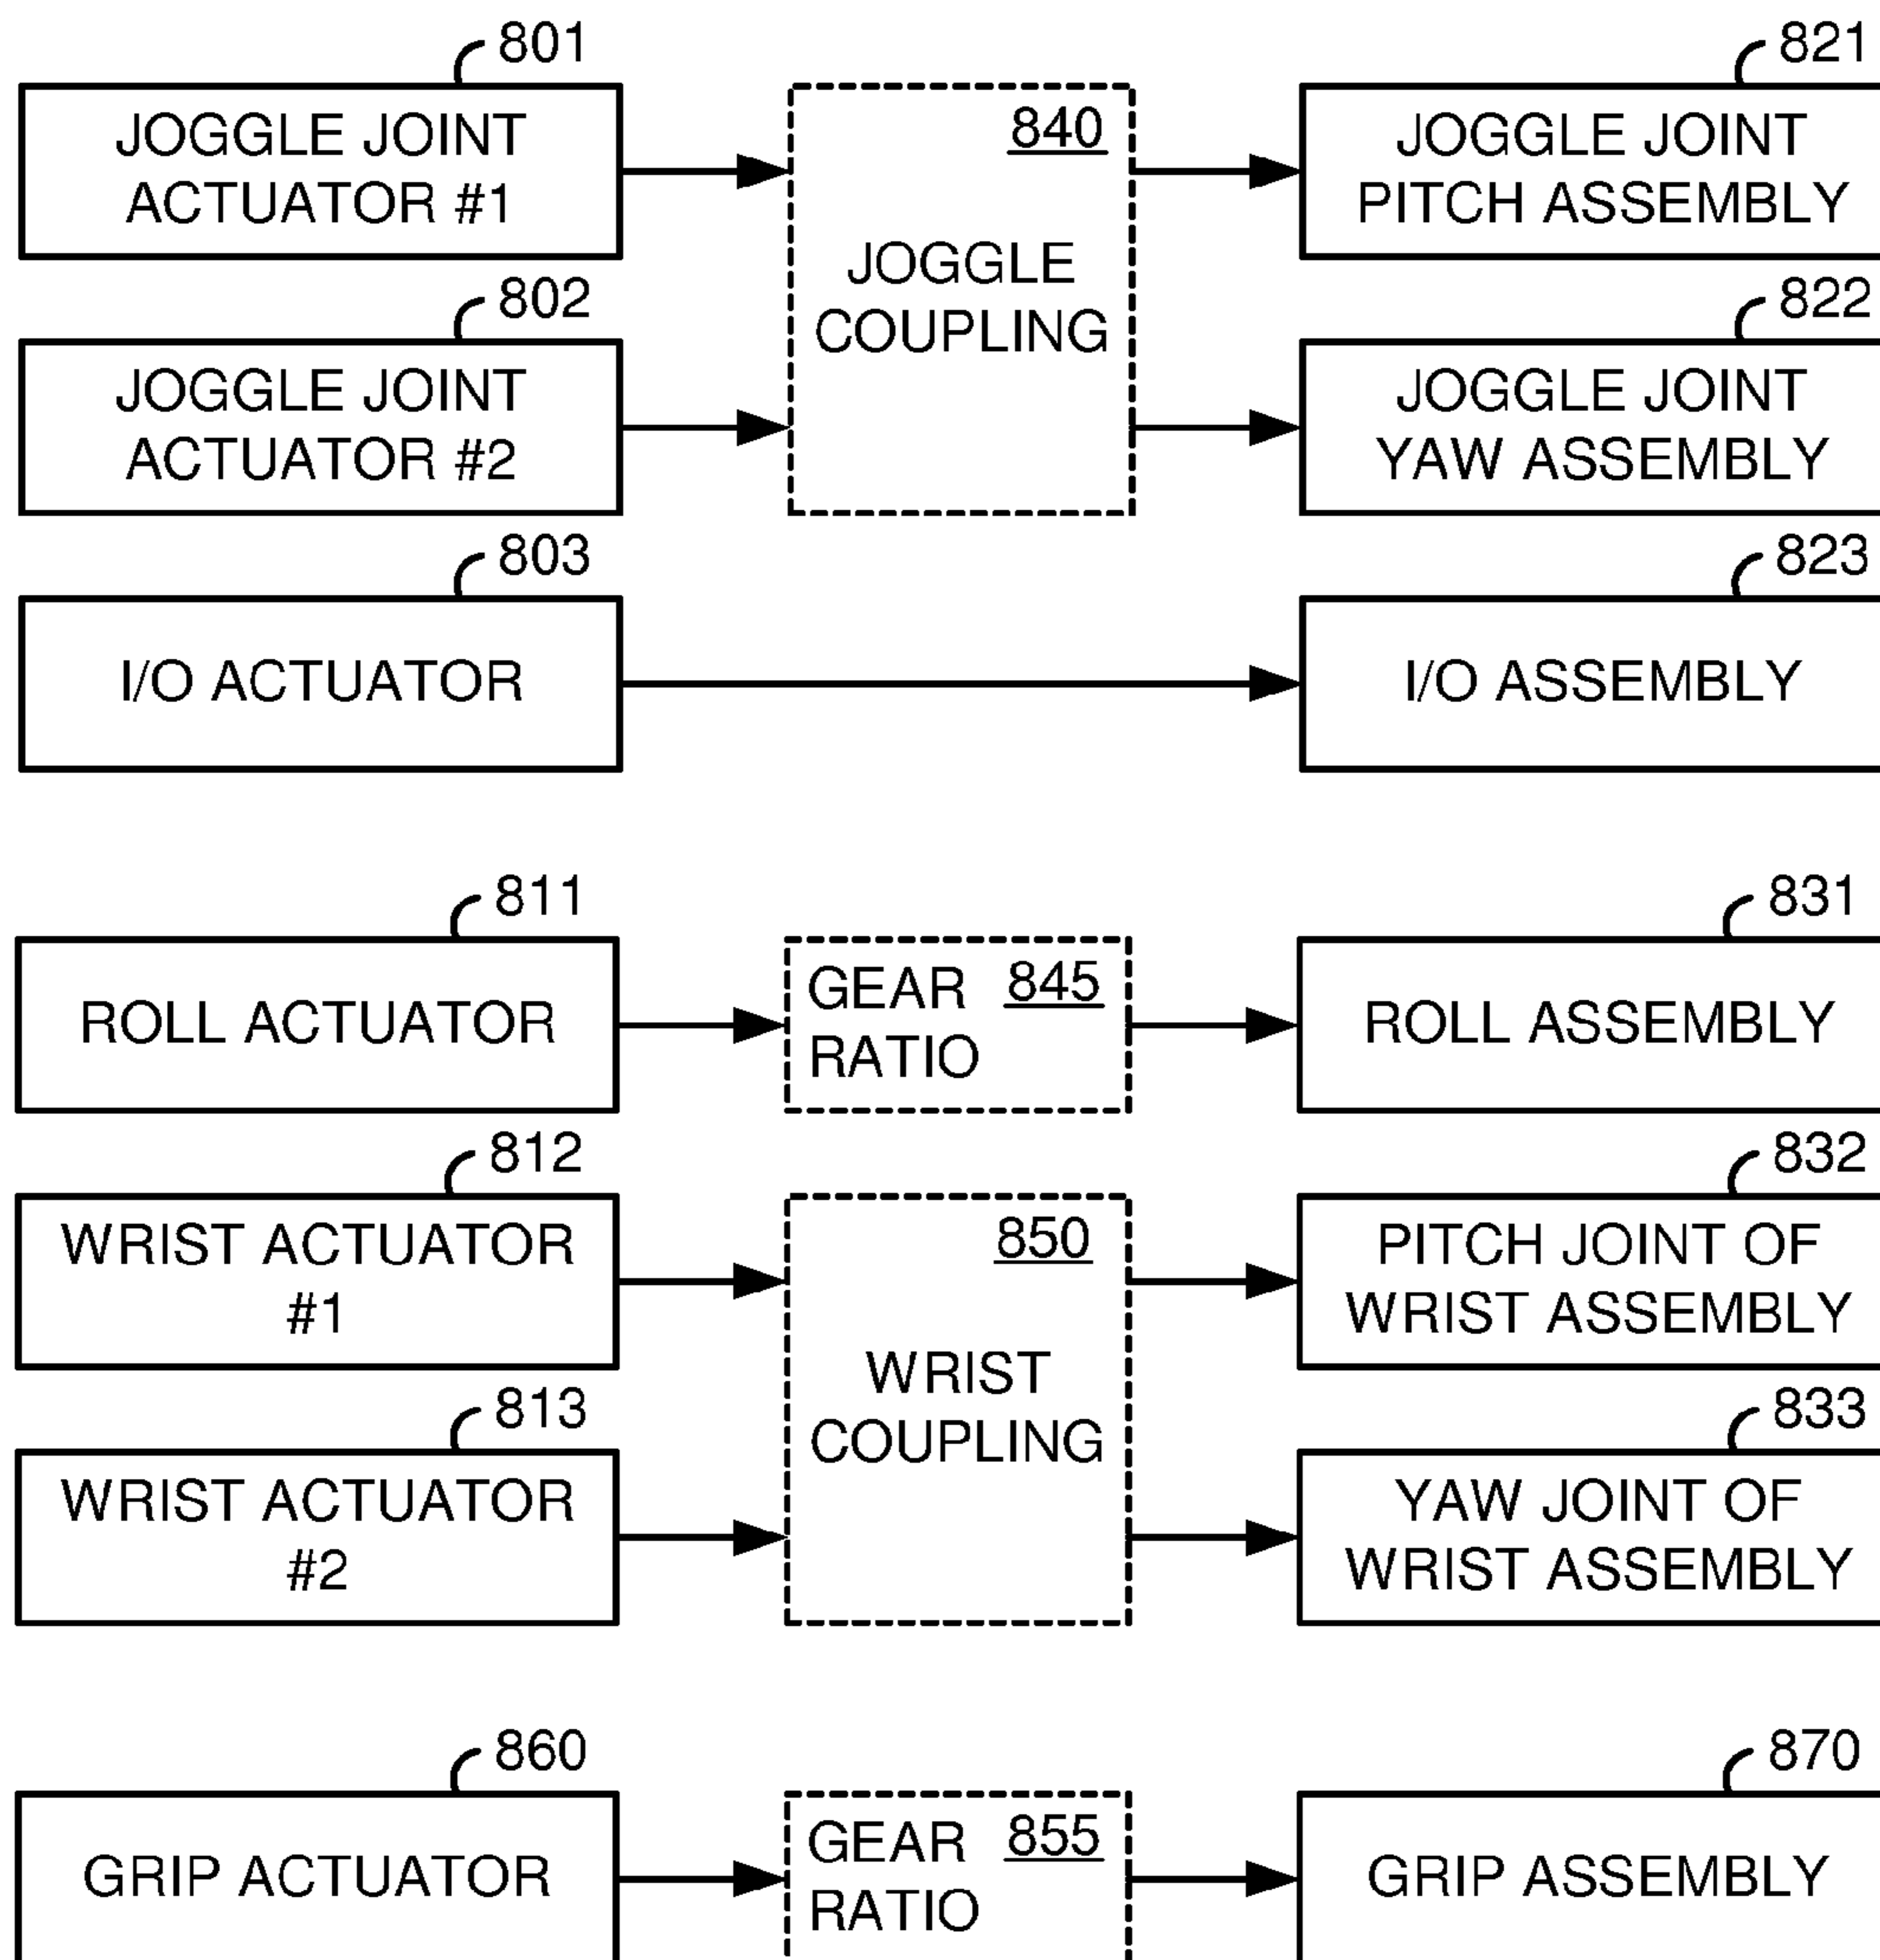 801
821
JOGGLE JOINT
ACTUATOR #1
840
JOGGLE
COUPLING
JOGGLE JOINT
PITCH ASSEMBLY
802
822
JOGGLE JOINT
ACTUATOR #2
JOGGLE JOINT
YAW ASSEMBLY
803
823
I/O ACTUATOR
I/O ASSEMBLY
811
831
ROLL ACTUATOR
GEAR 845
RATIO
ROLL ASSEMBLY
812
832
WRIST ACTUATOR
#1
850
WRIST
COUPLING
PITCH JOINT OF
WRIST ASSEMBLY
813
833
WRIST ACTUATOR
#2
YAW JOINT OF
WRIST ASSEMBLY
860
870
GRIP ACTUATOR
GEAR 855
RATIO
GRIP ASSEMBLY